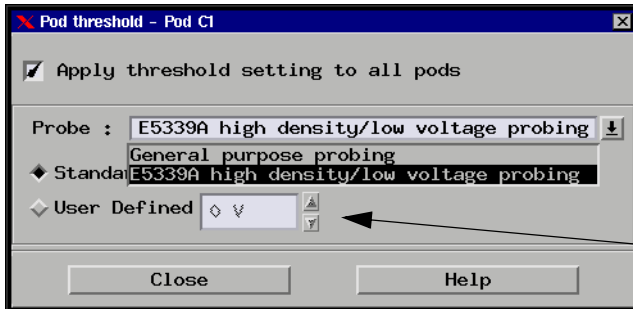 Pod threshold - Pod C1
Apply threshold setting to all pods
Probe : E5339A high density/low voltage probing
General purpose probing
E5339A high density/low voltage probing
User Defined 0 V
Close Help